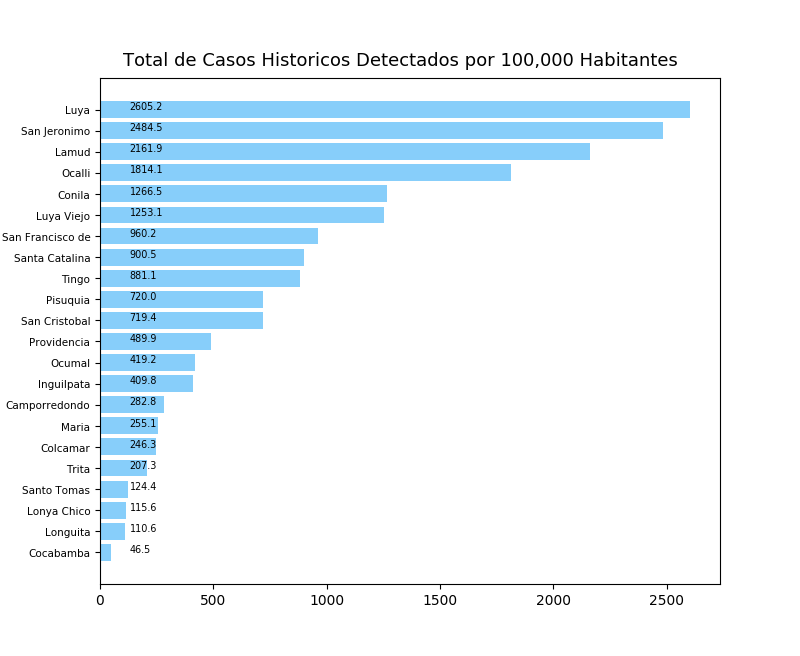 Total de Casos Historicos Detectados por 100,000 Habitantes
Luya 2605.2
San Jeronimo 2484.5
Lamud 2161.9
Ocalli 1814.1
Conila 1266.5
Luya Viejo 1253.1
San Francisco de 960.2
Santa Catalina 900.5
Tingo 881.1
Pisuquia 720.0
San Cristobal 719.4
Providencia 489.9
Ocumal 419.2
Inguilpata 409.8
Camporredondo 282.8
Maria 255.1
Colcamar 246.3
Trita 207.3
Santo Tomas 124.4
Lonya Chico 115.6
Longuita 110.6
Cocabamba 46.5
0 500 1000 1500 2000 2500